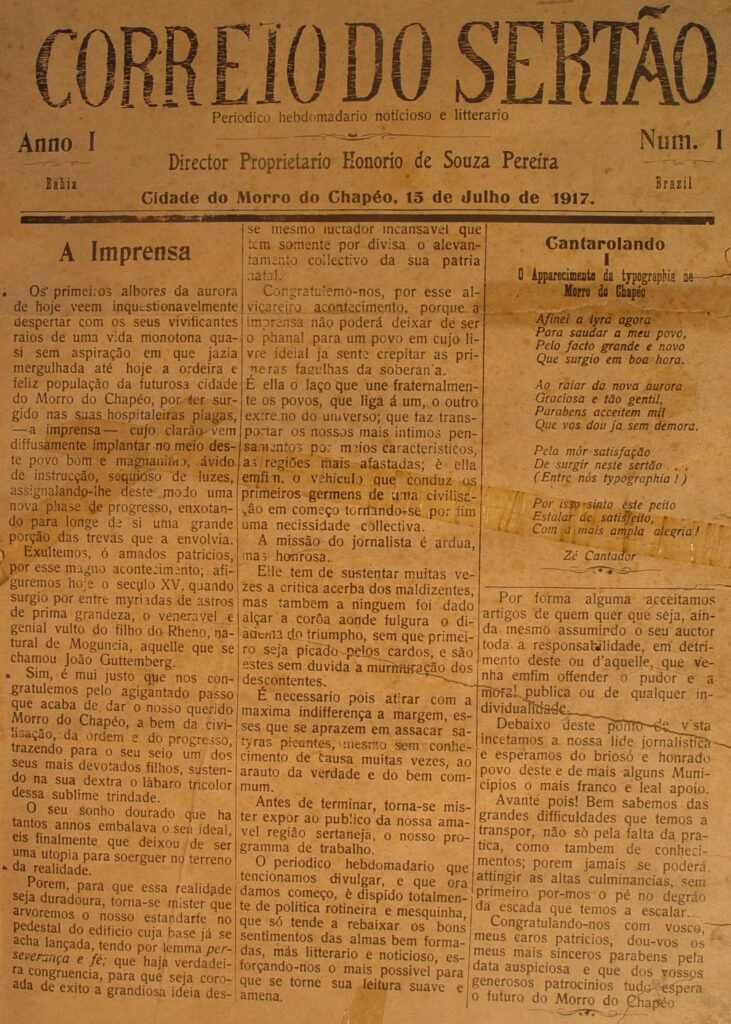 CORREIO DO SERTÃO
Periodico hebdomadario noticioso e litterario
Anno I
Num. 1
Director Proprietario Honorio de Souza Pereira
Bahia
Brazil
Cidade do Morro do Chapéo, 15 de Julho de 1917.
A Imprensa
Os primeiros albores da aurora
de hoje veem inquestionavelmente
despertar com os seus vivificantes
raios de uma vida monotona qua-
si sem aspiração em que jazia
mergulhada até hoje a ordeira e
feliz população da futurosa cidade
do Morro do Chapéo, por ter sur-
gido nas suas hospitaleiras plagas,
—a imprensa— cujo clarão vem
diffusamente implantar no meio des-
te povo bom e magnanimo, ávido
de instrucção, sequioso de luzes,
assignalando-lhe deste modo uma
nova phase de progresso, enxotan-
do para longe de si uma grande
porção das trevas que a envolvia.
Exultemos, ó amados patricios,
por esse magno acontecimento; afi-
guremos hoje o seculo XV, quando
surgio por entre myriadas de astros
de prima grandeza, o veneravel e
genial vulto do filho do Rheno, na-
tural de Moguncia, aquelle que se
chamou João Guttemberg.
Sim, é mui justo que nos con-
gratulemos pelo agigantado passo
que acaba de dar o nosso querido
Morro do Chapéo, a bem da civi-
lisação, da ordem e do progresso,
trazendo para o seu seio um dos
seus mais devotados filhos, susten-
do na sua dextra o làbaro tricolor
dessa sublime trindade.
O seu sonho dourado que ha
tantos annos embalava o seu ideal,
eis finalmente que deixou de ser
uma utopia para soerguer no terreno
da realidade.
Porem, para que essa realidade
seja duradoura, torna-se mister que
arvoremos o nosso estandarte no
pedestal do edificio cuja base já se
acha lançada, tendo por lemma per-
severança e fé; que haja verdadei-
ra congruencia, para que seja coro-
ada de exito a grandiosa ideia des-
se mesmo luctador incansavel que
tem somente por divisa o alevan-
tamento collectivo da sua patria
natal.
Congratulemo-nos, por esse al-
viçareiro acontecimento, porque a
imprensa não poderá deixar de ser
o phanal para um povo em cujo li-
vre ideial ja sente crepitar as pri-
meiras fagulhas da soberania.
É ella o laço que une fraternalmen-
te os povos, que liga á um, o outro
extremo do universo; que faz trans-
portar os nossos mais intimos pen-
samentos por meios caracteristicos,
as regiões mais afastadas; é ella
emfim, o vehiculo que conduz os
primeiros germens de uma civilisa-
ção em começo tornando-se por fim
uma necissidade collectiva.
A missão do jornalista é ardua,
mas honrosa.
Elle tem de sustentar muitas ve-
zes a critica acerba dos maldizentes,
mas tambem a ninguem foi dado
alçar a corôa aonde fulgura o di-
adema do triumpho, sem que primei-
ro seja picado pelos cardos, e são
estes sem duvida a murmuração dos
descontentes.
É necessario pois atirar com a
maxima indifferença a margem, es-
ses que se aprazem em assacar sa-
tyras picantes, mesmo sem conhe-
cimento de causa muitas vezes, ao
arauto da verdade e do bem com-
mum.
Antes de terminar, torna-se mis-
ter expor ao publico da nossa ama-
vel região sertaneja, o nosso pro-
gramma de trabalho.
O periodico hebdomadario que
tencionamos divulgar, e que ora
damos começo, é dispido totalmen-
te de politica rotineira e mesquinha,
que só tende a rebaixar os bons
sentimentos das almas bem forma-
das, más litterario e noticioso, es-
forçando-nos o mais possivel para
que se torne sua leitura suave e
amena.
Cantarolando
I
O Apparecimento da typographia no
Morro do Chapéo
Afinei a lyra agora
Para saudar a meu povo,
Pelo facto grande e novo
Que surgio em boa hora.
Ao raiar da nova aurora
Graciosa e tão gentil,
Parabens acceitem mil
Que vos dou ja sem demora.
Pela mór satisfação
De surgir neste sertão . . .
( Entre nós typographia ! )
Por isso sinto este peito
Estalar de satisfeito,
Com a mais ampla alegria !
Zé Cantador
Por forma alguma acceitamos
artigos de quem quer que seja, ain-
da mesmo assumindo o seu auctor
toda a responsabilidade, em detri-
mento deste ou d'aquelle, que ve-
nha emfim offender o pudor e a
moral publica ou de qualquer in-
dividualidade.
Debaixo deste ponto de vista
incetamos a nossa lide jornalistica
e esperamos do brioso e honrado
povo deste e de mais alguns Muni-
cipios o mais franco e leal apoio.
Avante pois! Bem sabemos das
grandes difficuldades que temos a
transpor, não só pela falta da pra-
tica, como tambem de conheci-
mentos; porem jamais se poderá
attingir as altas culminancias, sem
primeiro por-mos o pé no degráo
da escada que temos a escalar.
Congratulando-nos com vosco,
meus caros patricios, dou-vos os
meus mais sinceros parabens pela
data auspiciosa e que dos vossos
generosos patrocinios tudo espera
o futuro do Morro do Chapéo